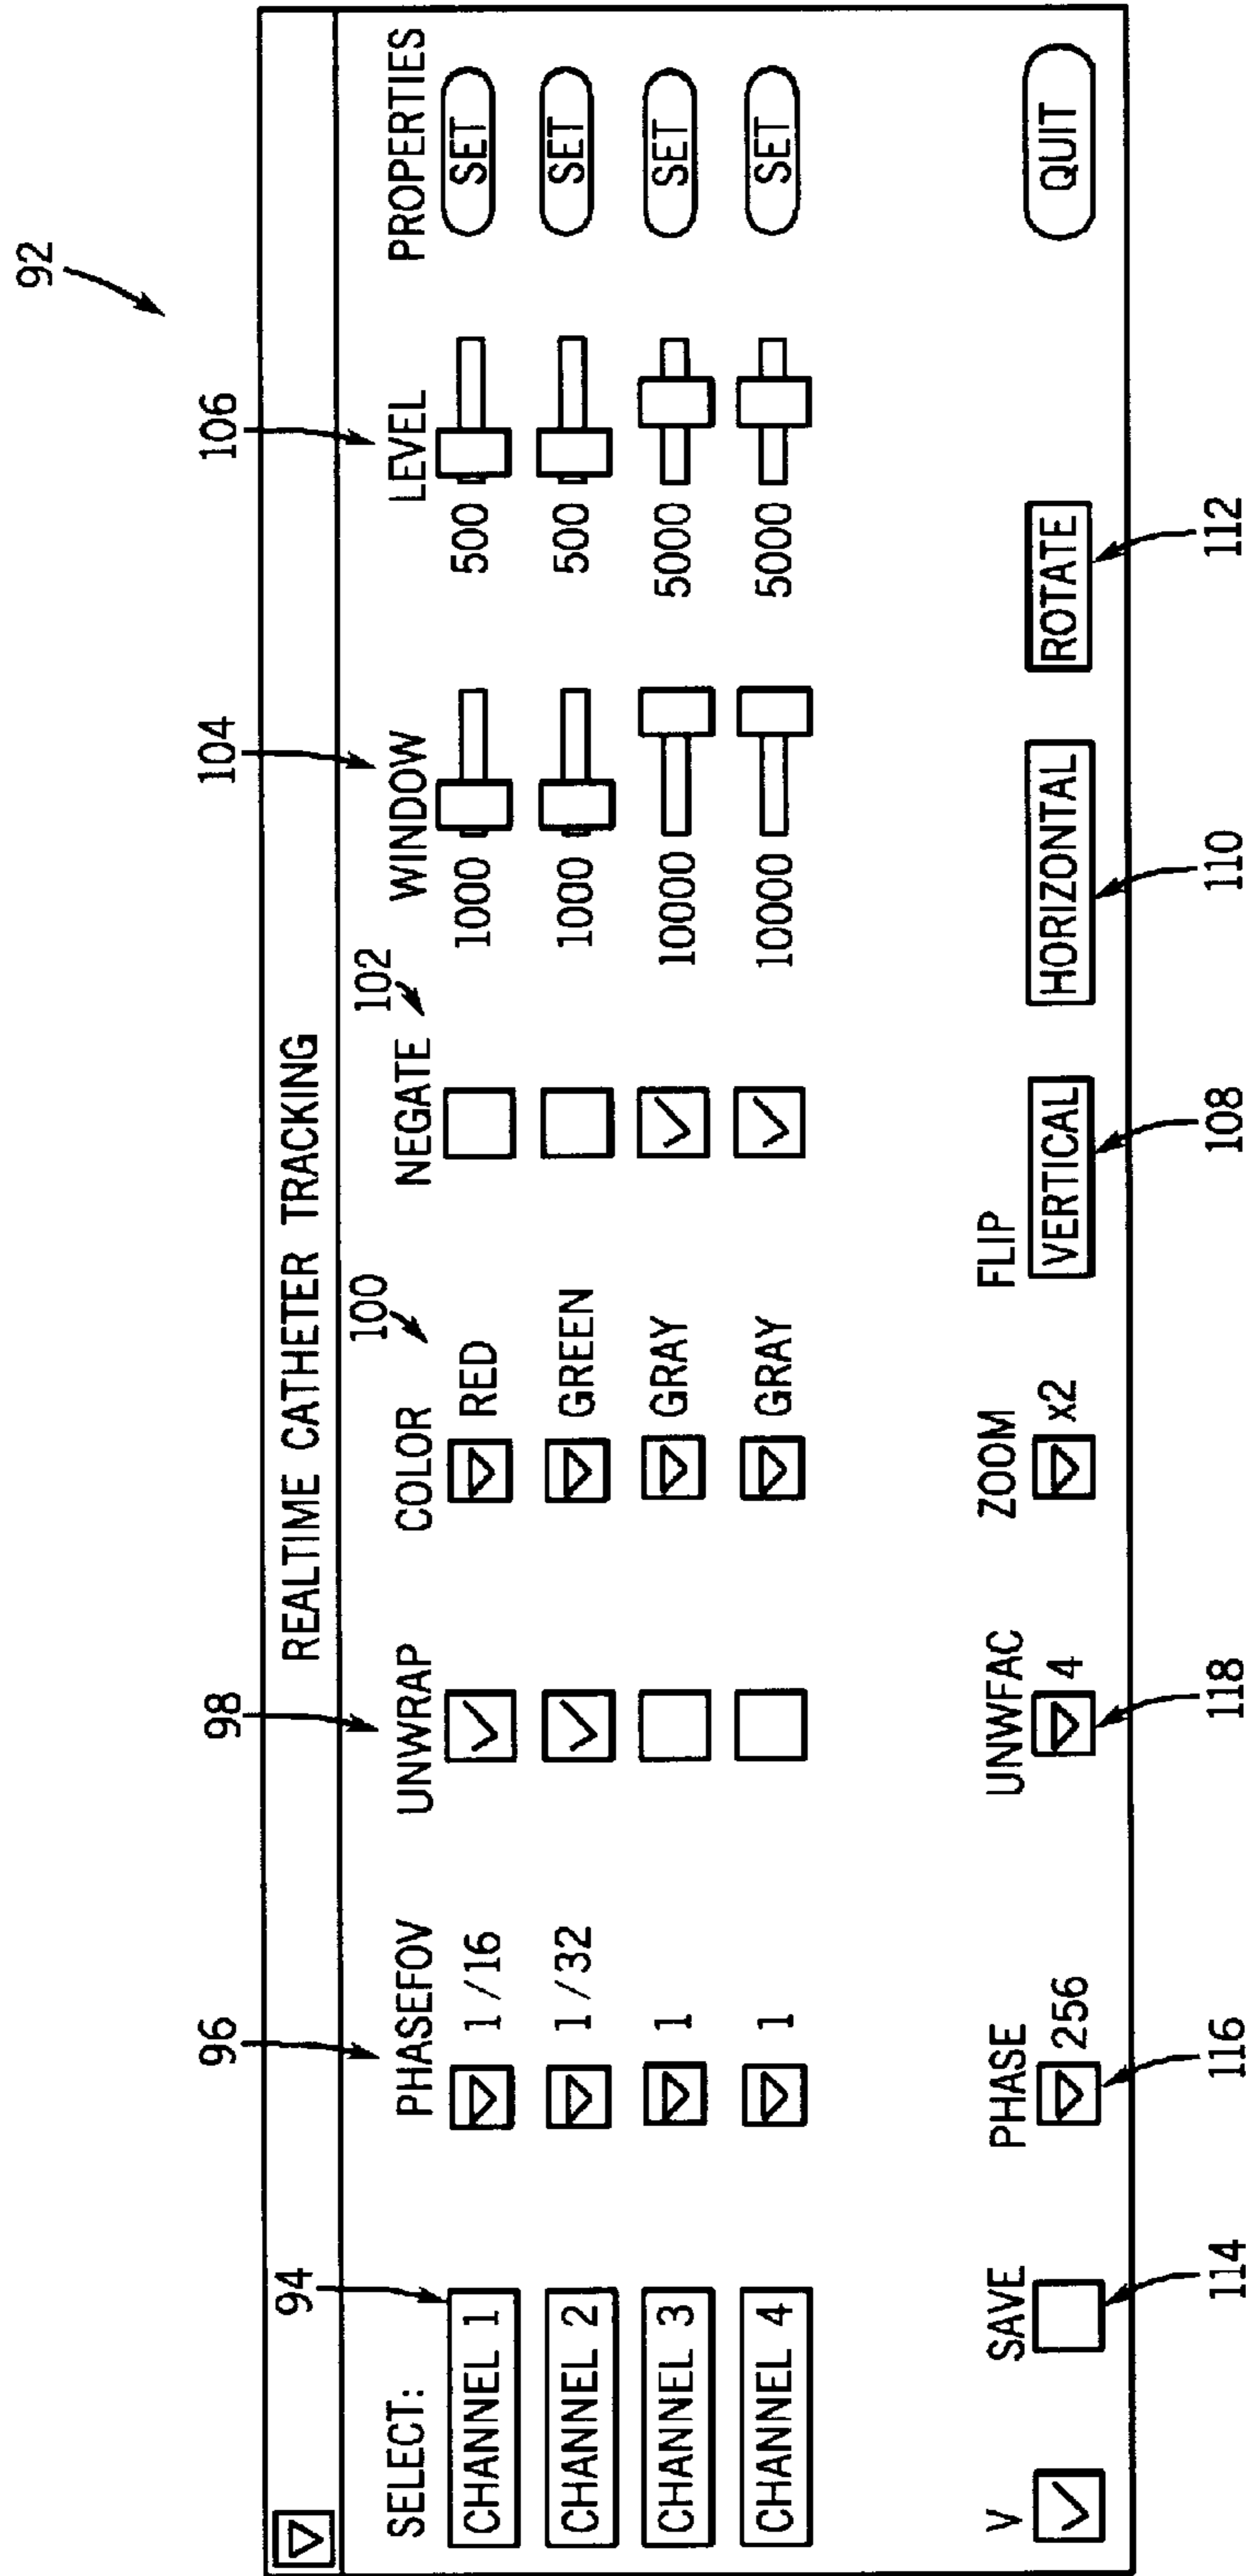 92
REALTIME CATHETER TRACKING
94 96 98 100 102 104 106
SELECT: PHASEFOV UNWRAP COLOR NEGATE WINDOW LEVEL PROPERTIES
CHANNEL 1 1/16 RED 1000 500 SET
CHANNEL 2 1/32 GREEN 1000 500 SET
CHANNEL 3 1 GRAY 10000 5000 SET
CHANNEL 4 1 GRAY 10000 5000 SET
V SAVE PHASE UNWFAC ZOOM FLIP
256 4 x2 VERTICAL HORIZONTAL ROTATE QUIT
114 116 118 108 110 112